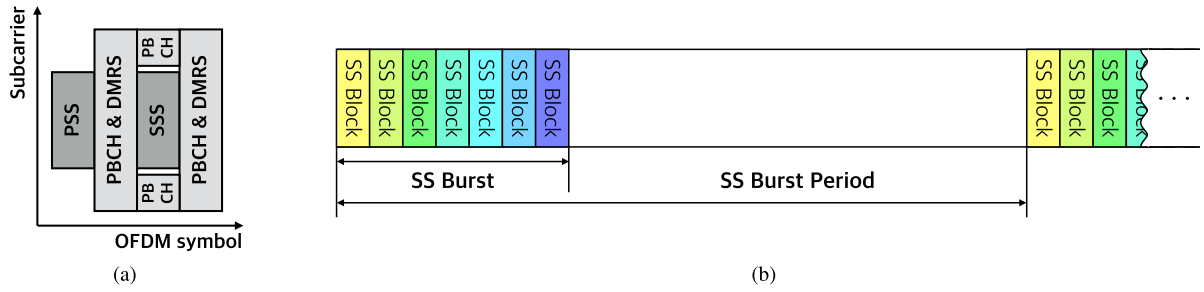 Subcarrier
PSS
PBCH & DMRS
PB
CH
SSS
PB
CH
PBCH & DMRS
OFDM symbol
(a)
SS Block
SS Block
SS Block
SS Block
SS Block
SS Block
SS Block
SS Block
SS Block
SS Block
SS Block
. . .
SS Burst
SS Burst Period
(b)